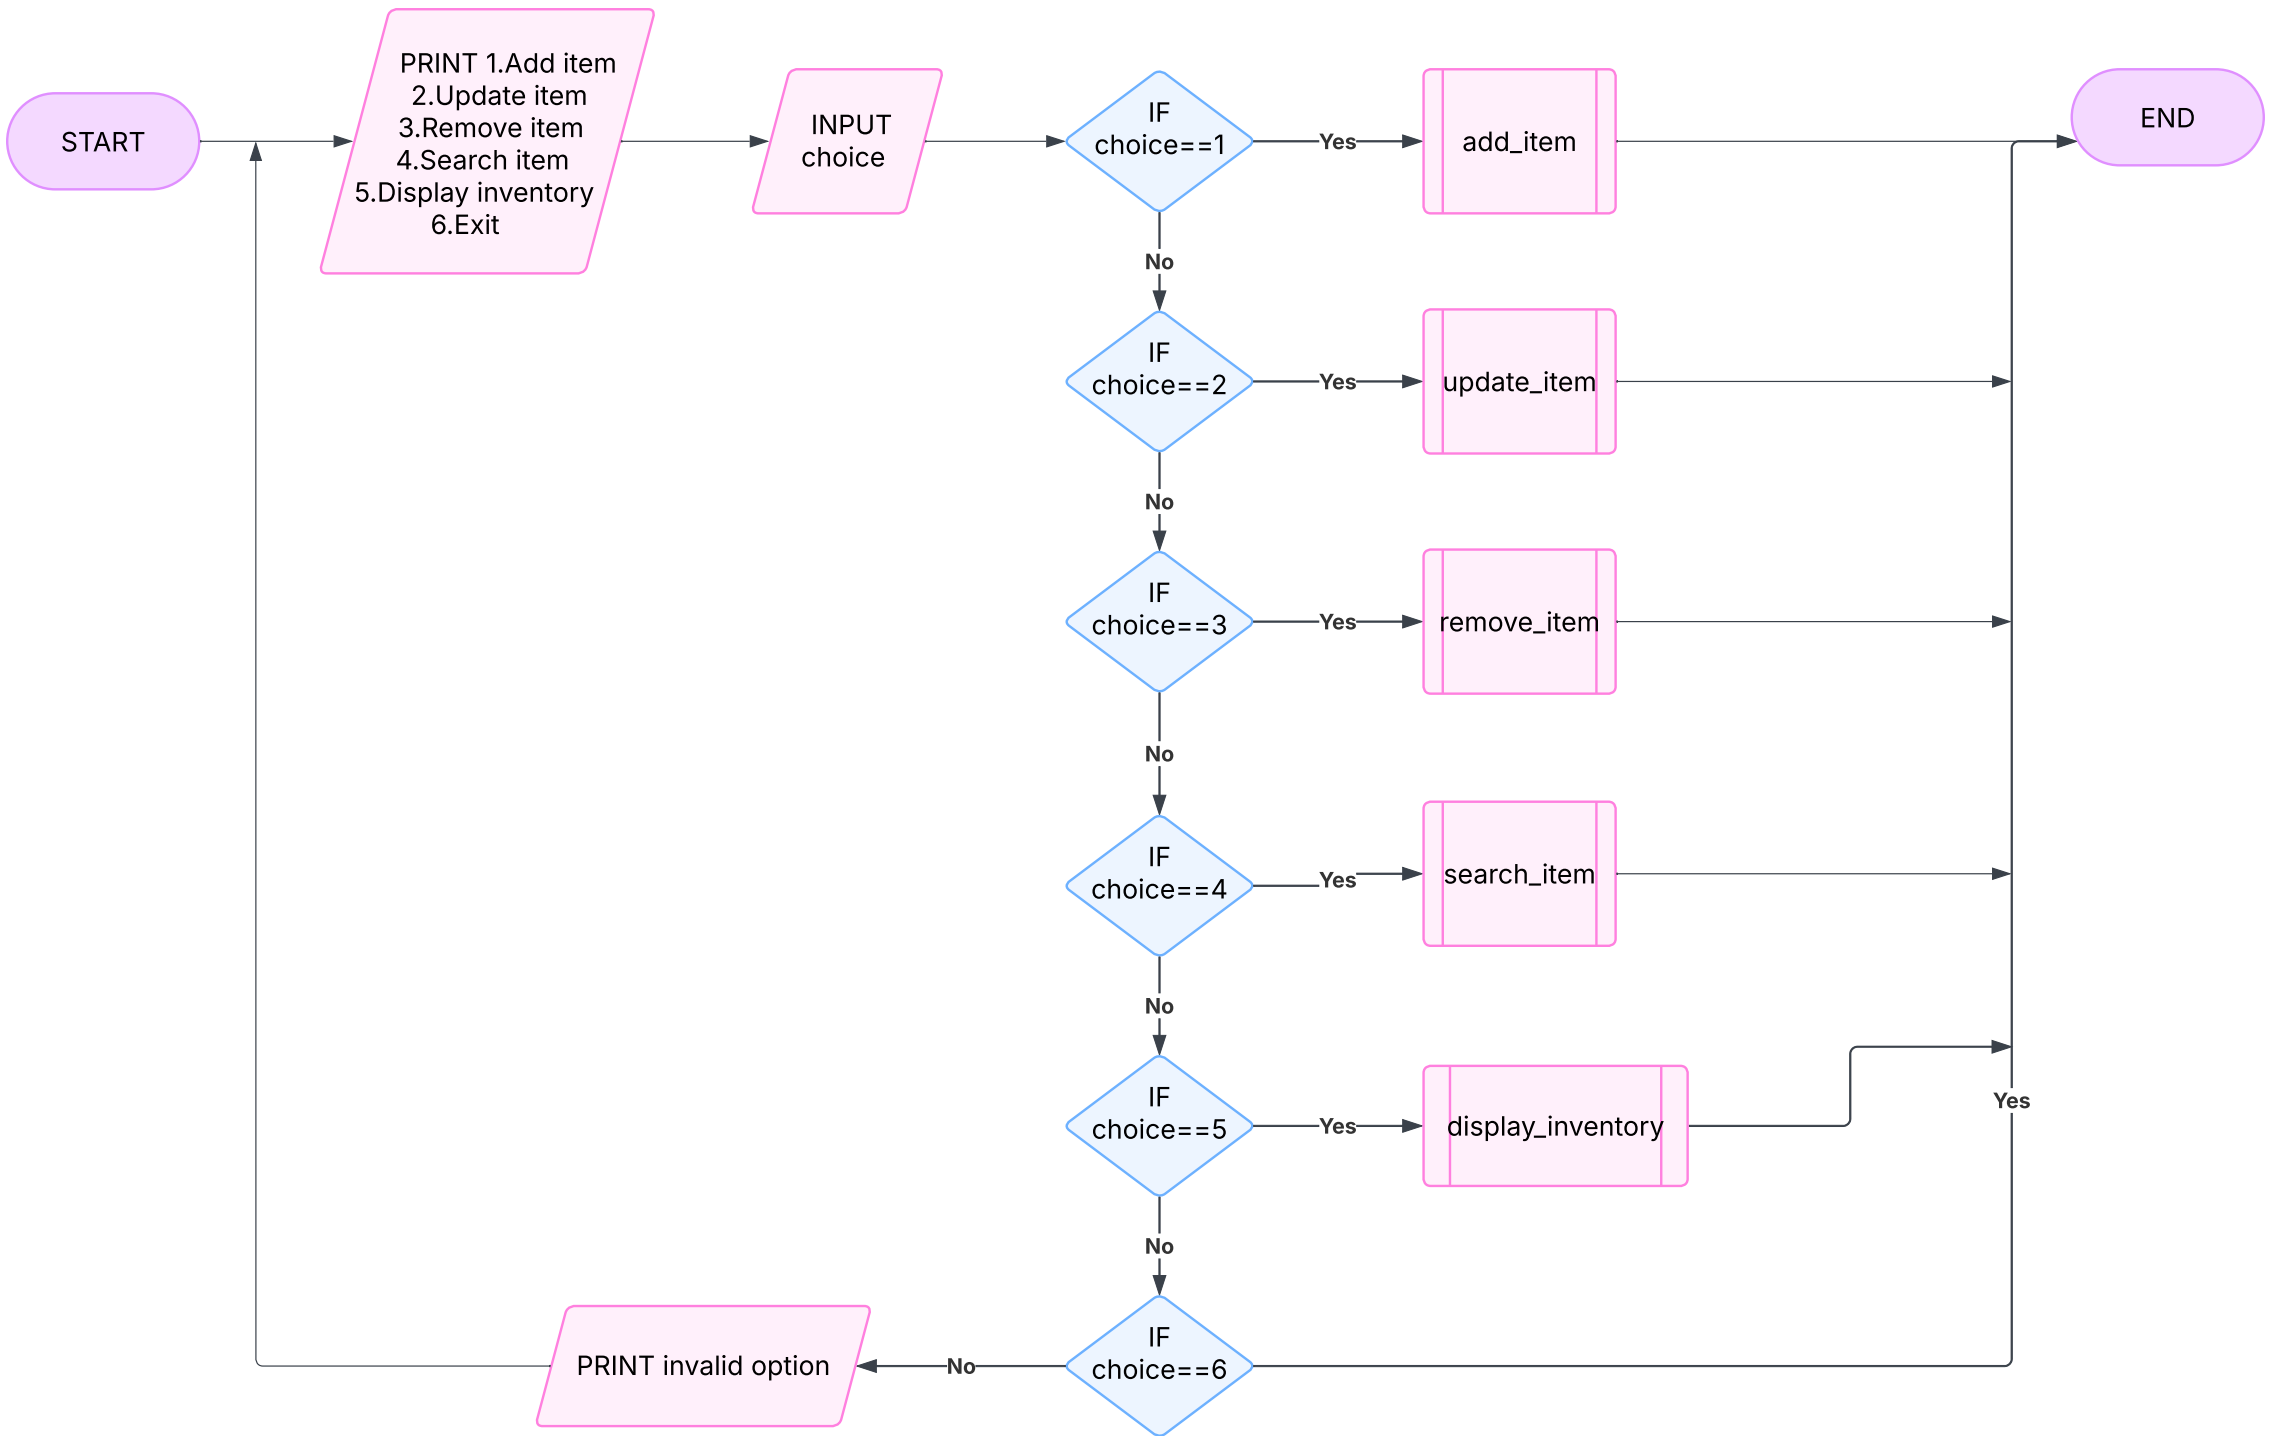 START
PRINT 1.Add item
2.Update item
3.Remove item
4.Search item
5.Display inventory
6.Exit
INPUT
choice
IF
choice==1
Yes
add_item
END
No
IF
choice==2
Yes
update_item
No
IF
choice==3
Yes
remove_item
No
IF
choice==4
Yes
search_item
No
IF
choice==5
Yes
display_inventory
Yes
No
IF
choice==6
No
PRINT invalid option